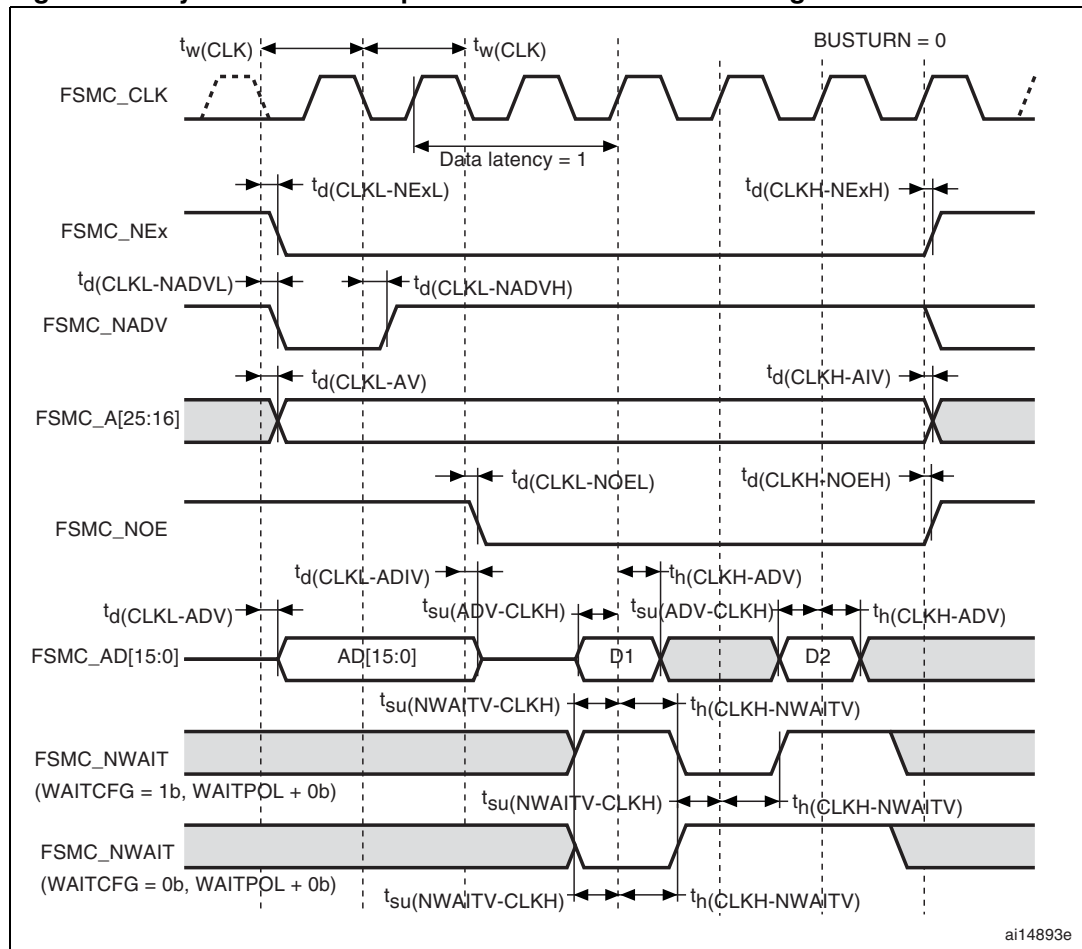 tw(CLK) tw(CLK) BUSTURN = 0
FSMC_CLK
Data latency = 1
td(CLKL-NExL) td(CLKH-NExH)
FSMC_NEx
td(CLKL-NADVL) td(CLKL-NADVH)
FSMC_NADV
td(CLKL-AV) td(CLKH-AIV)
FSMC_A[25:16]
td(CLKL-NOEL) td(CLKH-NOEH)
FSMC_NOE
td(CLKL-ADIV) th(CLKH-ADV)
td(CLKL-ADV) tsu(ADV-CLKH) tsu(ADV-CLKH) th(CLKH-ADV)
FSMC_AD[15:0] AD[15:0] D1 D2
tsu(NWAITV-CLKH) th(CLKH-NWAITV)
FSMC_NWAIT
(WAITCFG = 1b, WAITPOL + 0b)
tsu(NWAITV-CLKH) th(CLKH-NWAITV)
FSMC_NWAIT
(WAITCFG = 0b, WAITPOL + 0b)
tsu(NWAITV-CLKH) th(CLKH-NWAITV)
ai14893e